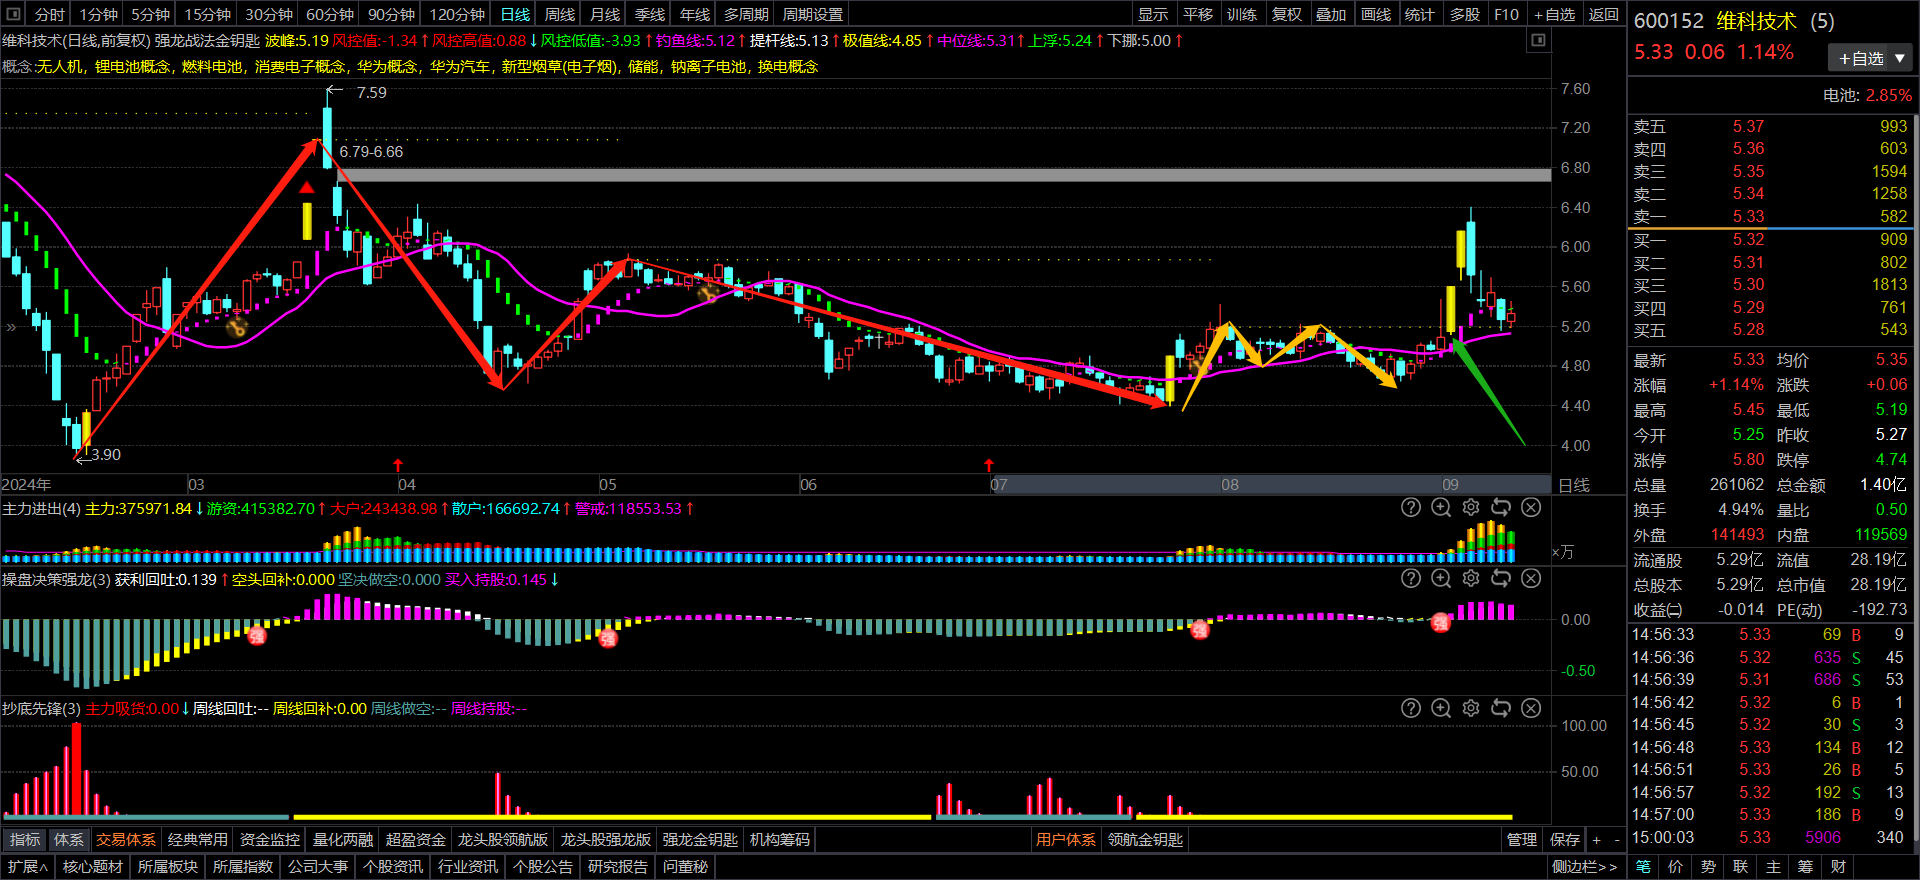 分时 1分钟 5分钟 15分钟 30分钟 60分钟 90分钟 120分钟 日线 周线 月线 季线 年线 多周期 周期设置 显示 平移 训练 复权 叠加 画线 统计 多股 F10 +自选 返回
维科技术(日线,前复权) 强龙战法金钥匙 波峰:5.19 风控值:-1.34↑ 风控高值:0.88↓ 风控低值:-3.93↑ 钓鱼线:5.12↑ 提杆线:5.13↑ 极值线:4.85↑ 中位线:5.31↑ 上浮:5.24↑ 下挪:5.00↑
概念:无人机，锂电池概念，燃料电池，消费电子概念，华为概念，华为汽车，新型烟草(电子烟)，储能，钠离子电池，换电概念
7.59
6.79-6.66
3.90
7.60
7.20
6.80
6.40
6.00
5.60
5.20
4.80
4.40
4.00
2024年 03 04 05 06 07 08 09 日线
主力进出(4) 主力:375971.84↓ 游资:415382.70↑ 大户:243438.98↑ 散户:166692.74↑ 警戒:118553.53↑
×万
操盘决策强龙(3) 获利回吐:0.139↑ 空头回补:0.000 坚决做空:0.000 买入持股:0.145↓
强 强 强 强
0.00
-0.50
抄底先锋(3) 主力吸货:0.00↓ 周线回吐:-- 周线回补:0.00 周线做空:-- 周线持股:--
100.00
50.00
指标 体系 交易体系 经典常用 资金监控 量化两融 超盈资金 龙头股领航版 龙头股强龙版 强龙金钥匙 机构筹码 用户体系 领航金钥匙 管理 保存 + -
扩展∧ 核心题材 所属板块 所属指数 公司大事 个股资讯 行业资讯 个股公告 研究报告 问董秘 侧边栏>>
600152 维科技术 (5)
5.33 0.06 1.14% +自选 ▼
电池: 2.85%
卖五 5.37 993
卖四 5.36 603
卖三 5.35 1594
卖二 5.34 1258
卖一 5.33 582
买一 5.32 909
买二 5.31 802
买三 5.30 1813
买四 5.29 761
买五 5.28 543
最新 5.33 均价 5.35
涨幅 +1.14% 涨跌 +0.06
最高 5.45 最低 5.19
今开 5.25 昨收 5.27
涨停 5.80 跌停 4.74
总量 261062 总金额 1.40亿
换手 4.94% 量比 0.50
外盘 141493 内盘 119569
流通股 5.29亿 流值 28.19亿
总股本 5.29亿 总市值 28.19亿
收益㈡ -0.014 PE(动) -192.73
14:56:33 5.33 69 B 9
14:56:36 5.32 635 S 45
14:56:39 5.31 686 S 53
14:56:42 5.32 6 B 1
14:56:45 5.32 30 S 3
14:56:48 5.33 134 B 12
14:56:51 5.33 26 B 5
14:56:57 5.32 192 S 13
14:57:00 5.33 186 B 9
15:00:03 5.33 5906 340
笔 价 势 联 主 筹 财